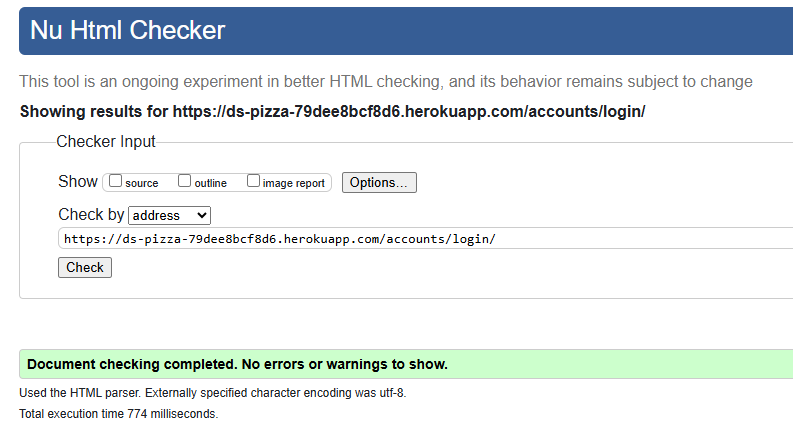 Nu Html Checker
This tool is an ongoing experiment in better HTML checking, and its behavior remains subject to change
Showing results for https://ds-pizza-79dee8bcf8d6.herokuapp.com/accounts/login/
Checker Input
Show source outline image report Options...
Check by address
https://ds-pizza-79dee8bcf8d6.herokuapp.com/accounts/login/
Check
Document checking completed. No errors or warnings to show.
Used the HTML parser. Externally specified character encoding was utf-8.
Total execution time 774 milliseconds.